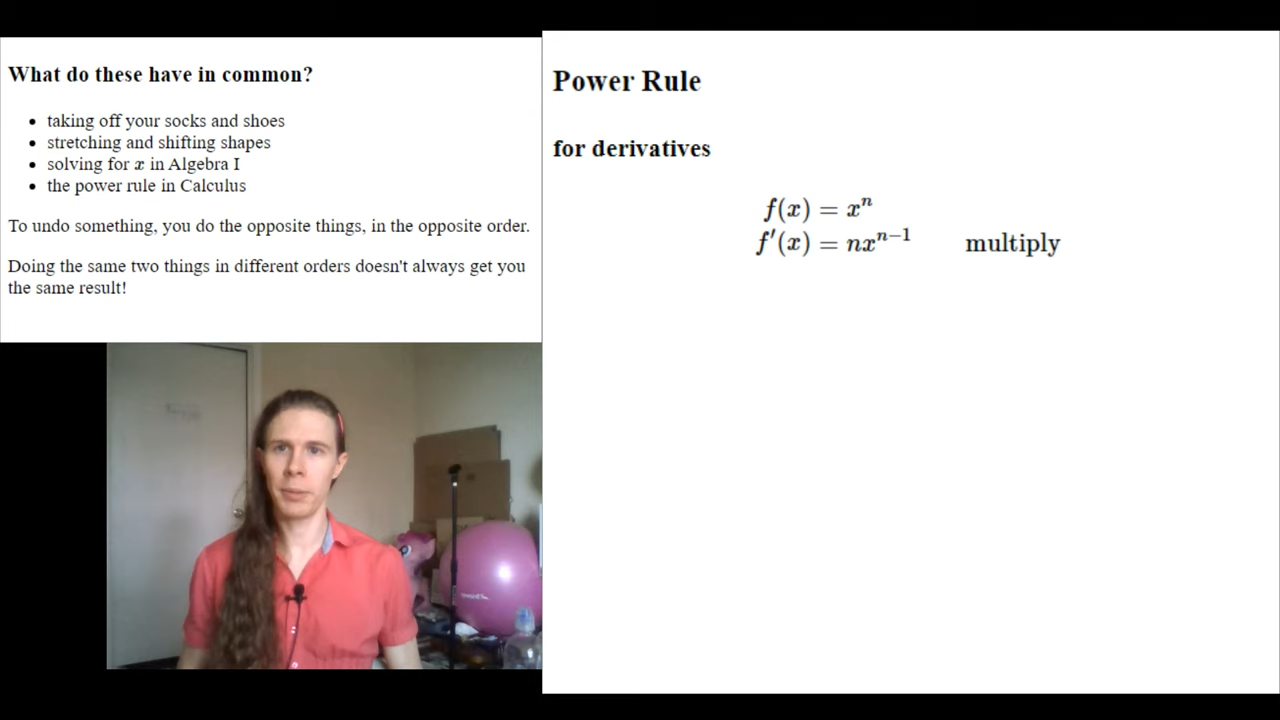 What do these have in common?
taking off your socks and shoes
stretching and shifting shapes
solving for x in Algebra I
the power rule in Calculus
To undo something, you do the opposite things, in the opposite order.
Doing the same two things in different orders doesn't always get you
the same result!
Power Rule
for derivatives
f(x) = xⁿ
f′(x) = nxⁿ⁻¹ multiply